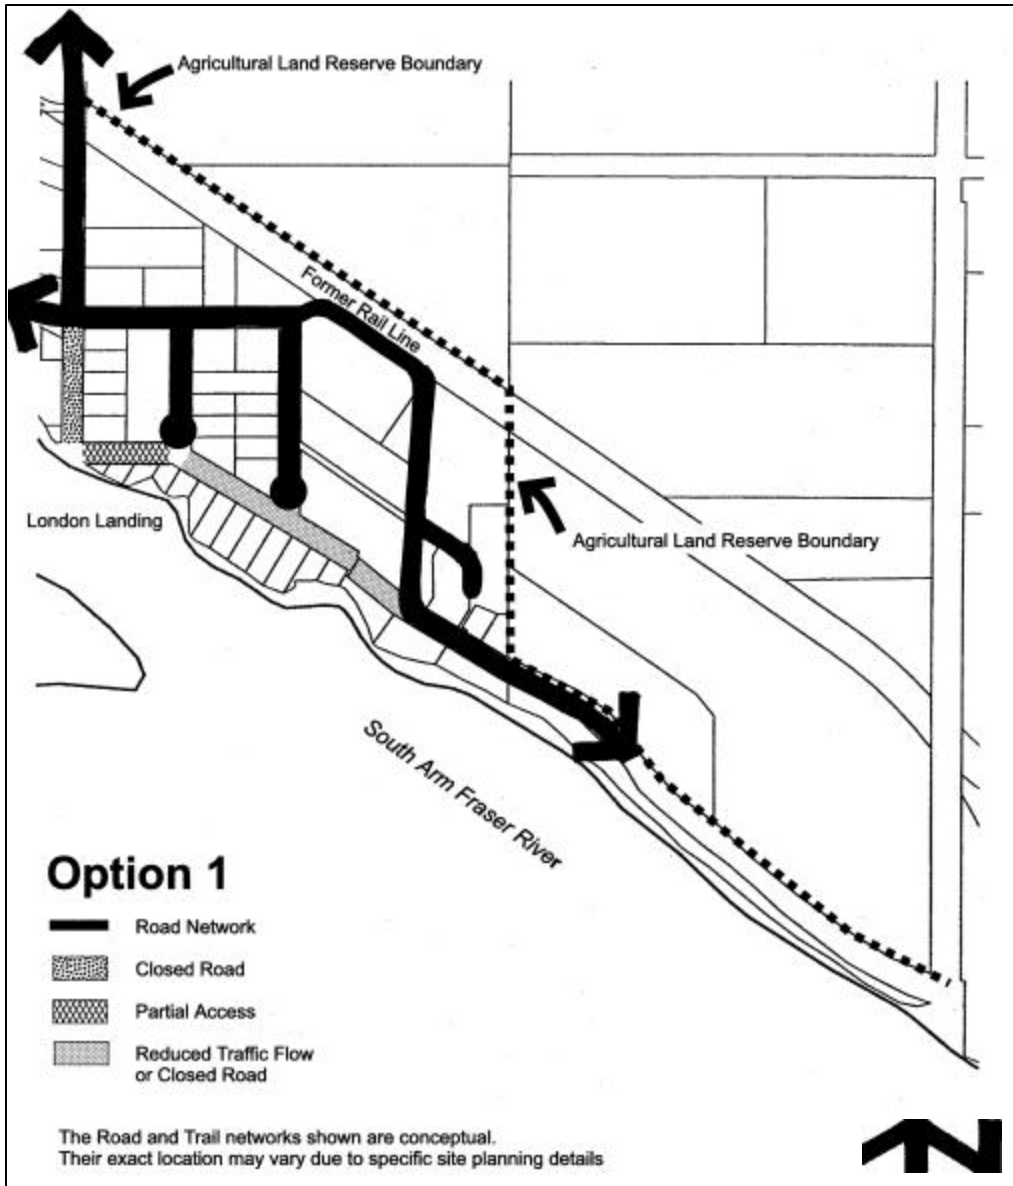 Agricultural Land Reserve Boundary
Former Rail Line
London Landing
Agricultural Land Reserve Boundary
South Arm Fraser River
Option 1
Road Network
Closed Road
Partial Access
Reduced Traffic Flow
or Closed Road
The Road and Trail networks shown are conceptual.
Their exact location may vary due to specific site planning details